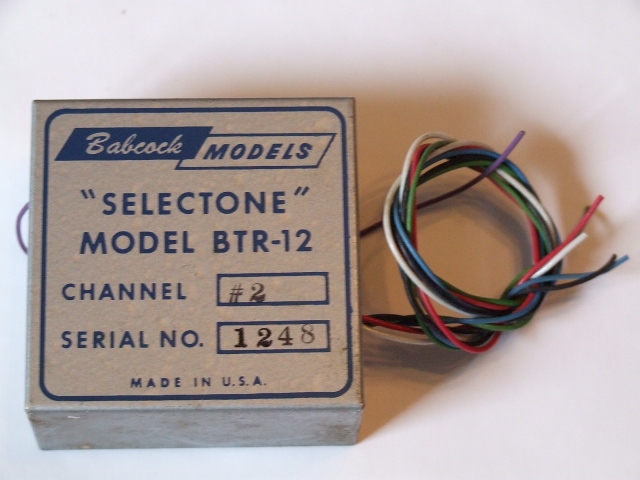 Babcock MODELS
"SELECTONE"
MODEL BTR-12
CHANNEL #2
SERIAL NO. 1248
MADE IN U.S.A.